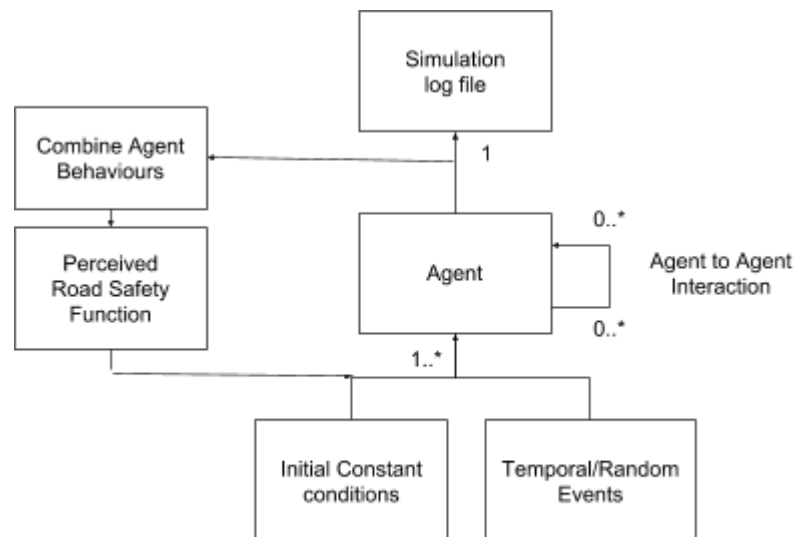 Simulation
log file
Combine Agent
Behaviours
1
0..*
Perceived
Road Safety
Function
Agent
Agent to Agent
Interaction
0..*
1..*
Initial Constant
conditions
Temporal/Random
Events